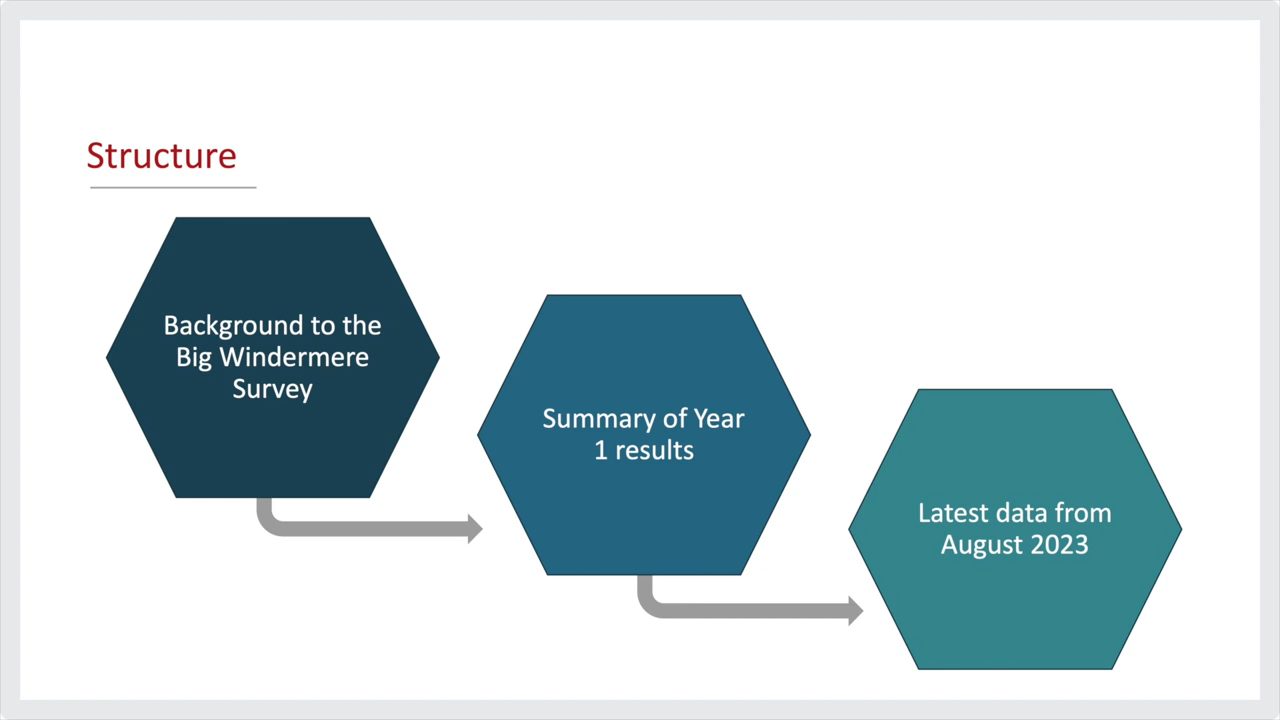 Structure
Background to the
Big Windermere
Survey
Summary of Year
1 results
Latest data from
August 2023